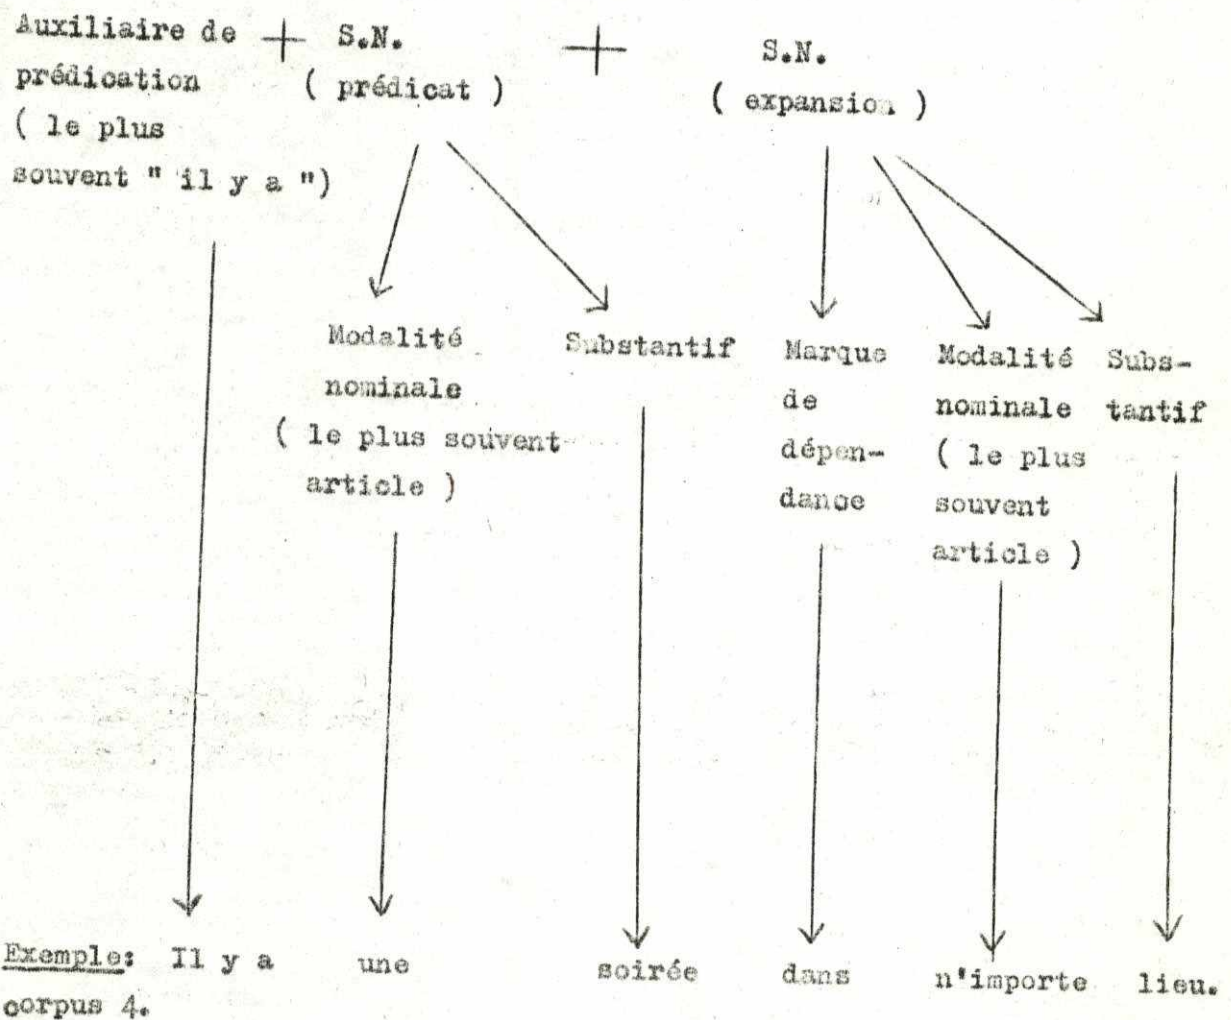 Auxiliaire de + S.N. + S.N.
prédication ( prédicat ) ( expansion )
( le plus
souvent " il y a ")
Modalité Substantif Marque Modalité Subs-
nominale de nominale tantif
( le plus souvent dépen- ( le plus
article ) dance souvent
article )
Exemple: Il y a une soirée dans n'importe lieu.
corpus 4.